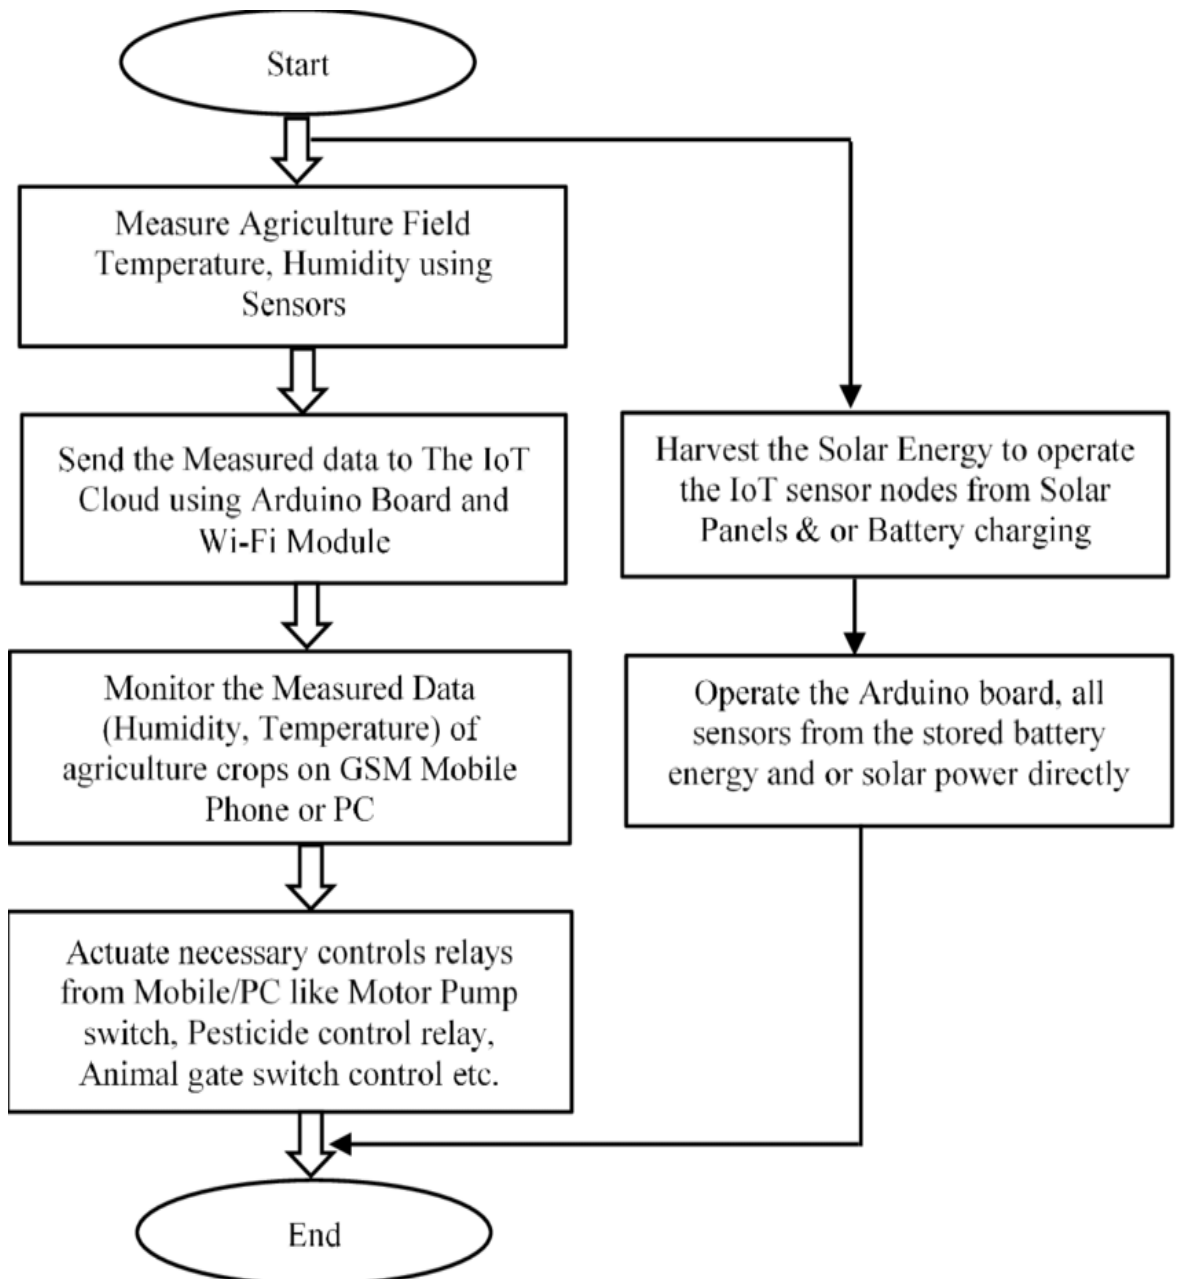 Start
Measure Agriculture Field
Temperature, Humidity using
Sensors
Send the Measured data to The IoT
Cloud using Arduino Board and
Wi-Fi Module
Monitor the Measured Data
(Humidity, Temperature) of
agriculture crops on GSM Mobile
Phone or PC
Actuate necessary controls relays
from Mobile/PC like Motor Pump
switch, Pesticide control relay,
Animal gate switch control etc.
Harvest the Solar Energy to operate
the IoT sensor nodes from Solar
Panels & or Battery charging
Operate the Arduino board, all
sensors from the stored battery
energy and or solar power directly
End